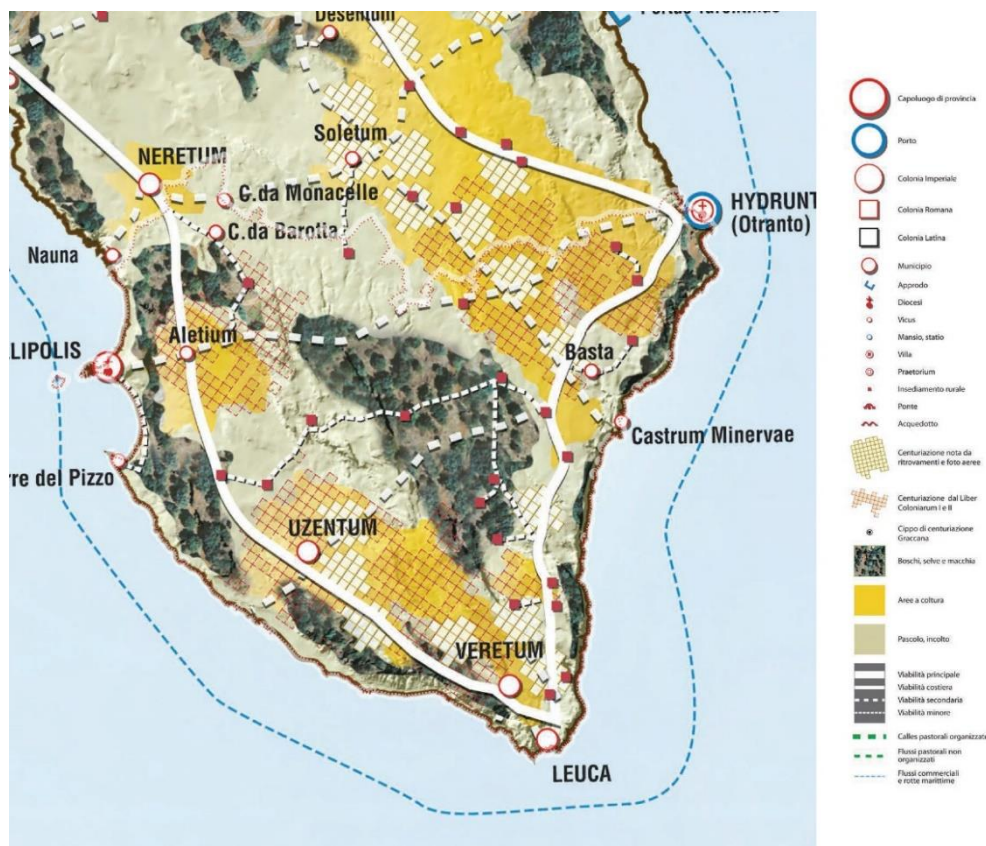 Desentum
Portus Tarentinus
Soletum
NERETUM
C.da Monacelle
HYDRUNT
(Otranto)
C.da Barotta
Nauna
Aletium
LIPOLIS
Basta
Castrum Minervae
rre del Pizzo
UZENTUM
VERETUM
LEUCA
Capoluogo di provincia
Porto
Colonia Imperiale
Colonia Romana
Colonia Latina
Municipio
Approdo
Diocesi
Vicus
Mansio, statio
Villa
Praetorium
Insediamento rurale
Ponte
Acquedotto
Centuriazione nota da
ritrovamenti e foto aeree
Centuriazione dal Liber
Coloniarum I e II
Cippo di centuriazione
Graccana
Boschi, selve e macchia
Aree a coltura
Pascolo, incolto
Viabilità principale
Viabilità costiera
Viabilità secondaria
Viabilità minore
Calles pastorali organizzate
Flussi pastorali non
organizzati
Flussi commerciali
e rotte marittime